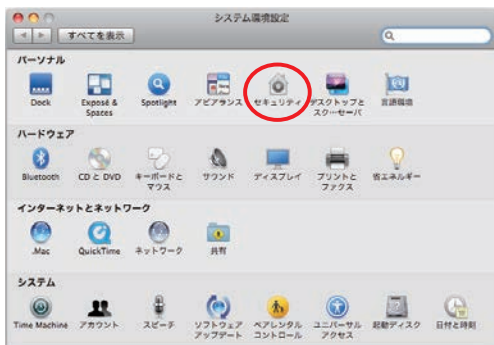 システム環境設定
すべてを表示
パーソナル
Dock
Exposé &
Spaces
Spotlight
アピアランス
セキュリティ
デスクトップと
スク…セーバ
言語環境
ハードウェア
Bluetooth
CD と DVD
キーボードと
マウス
サウンド
ディスプレイ
プリントと
ファクス
省エネルギー
インターネットとネットワーク
.Mac
QuickTime
ネットワーク
共有
システム
Time Machine
アカウント
スピーチ
ソフトウェア
アップデート
ペアレンタル
コントロール
ユニバーサル
アクセス
起動ディスク
日付と時刻